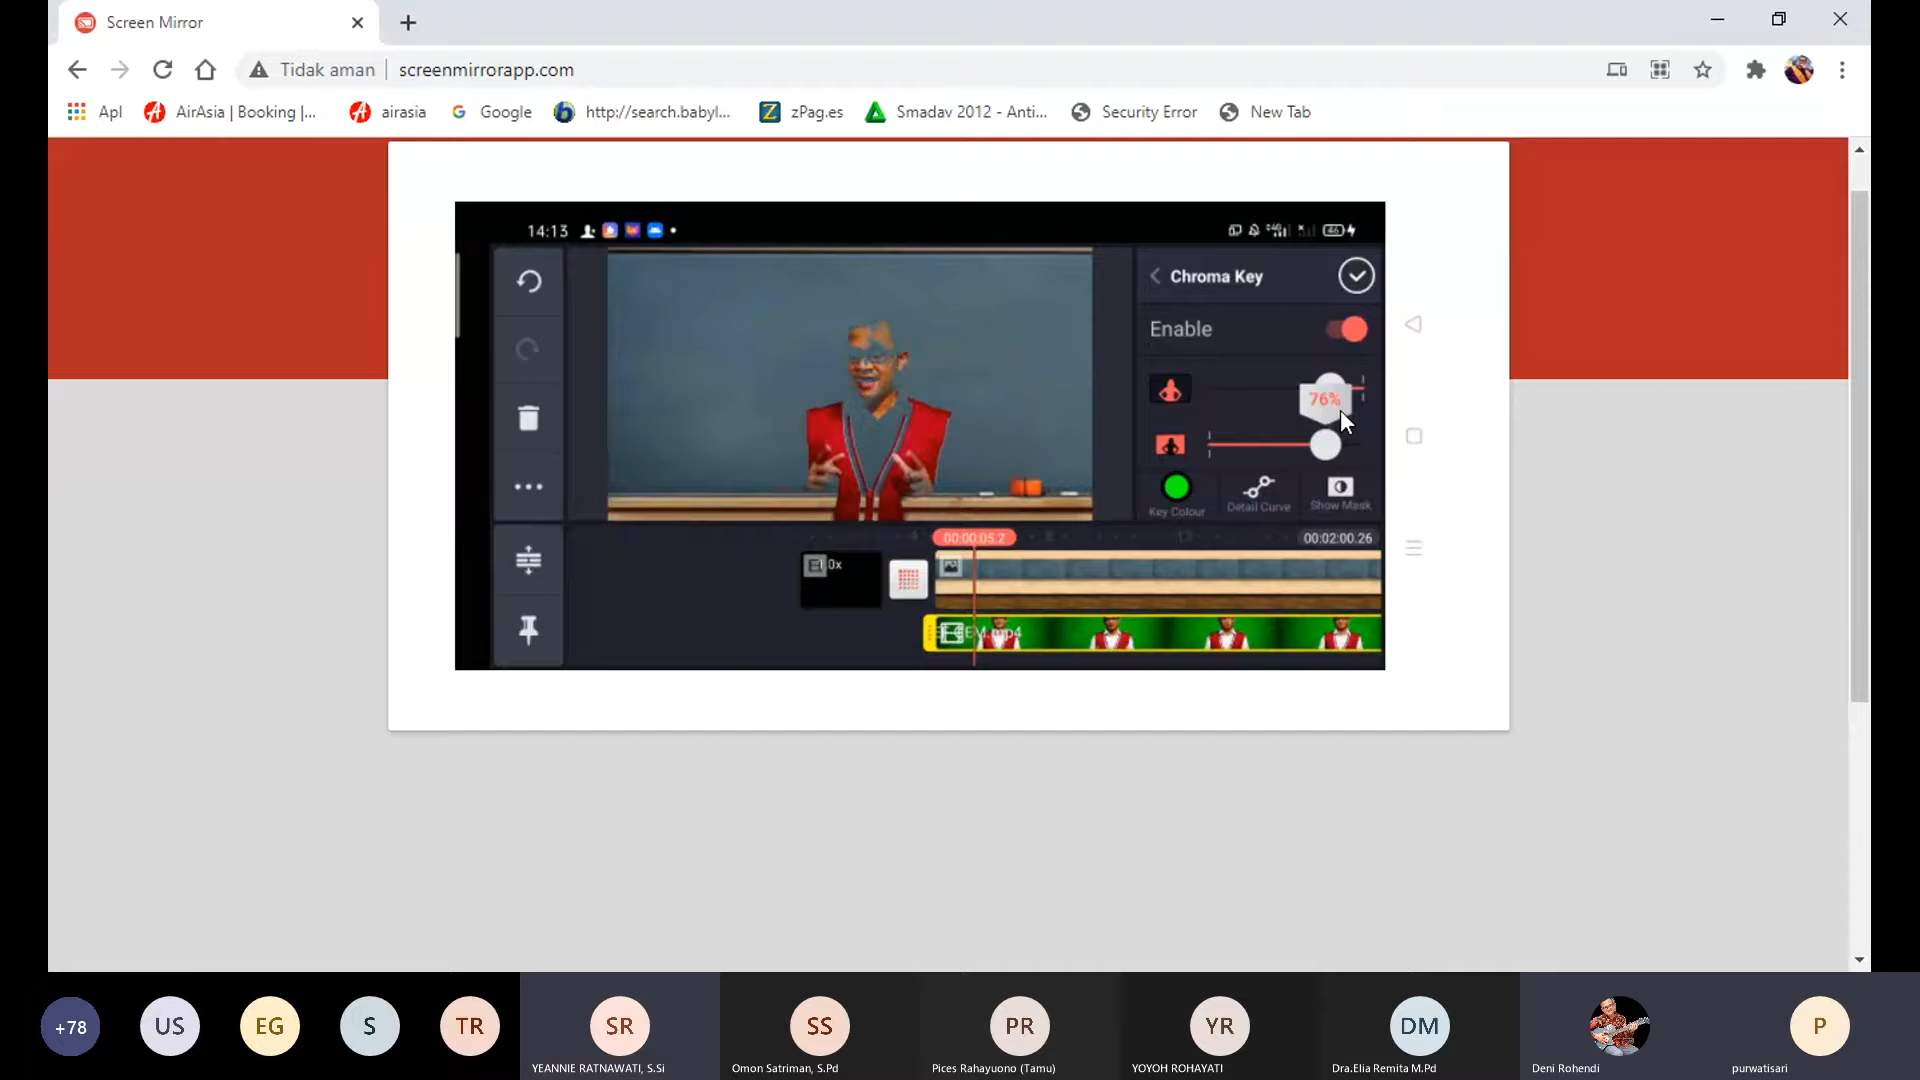 Screen Mirror
Tidak aman
screenmirrorapp.com
Apl
AirAsia | Booking |...
airasia
Google
http://search.babyl...
zPag.es
Smadav 2012 - Anti...
Security Error
New Tab
14:13
46
Chroma Key
Enable
76%
Key Colour
Detail Curve
Show Mask
00:00:05.2
00:02:00.26
.mp4
+78
US
EG
S
TR
SR
SS
PR
YR
DM
P
YEANNIE RATNAWATI, S.Si
Omon Satriman, S.Pd
Pices Rahayuono (Tamu)
YOYOH ROHAYATI
Dra.Elia Remita M.Pd
Deni Rohendi
purwatisari